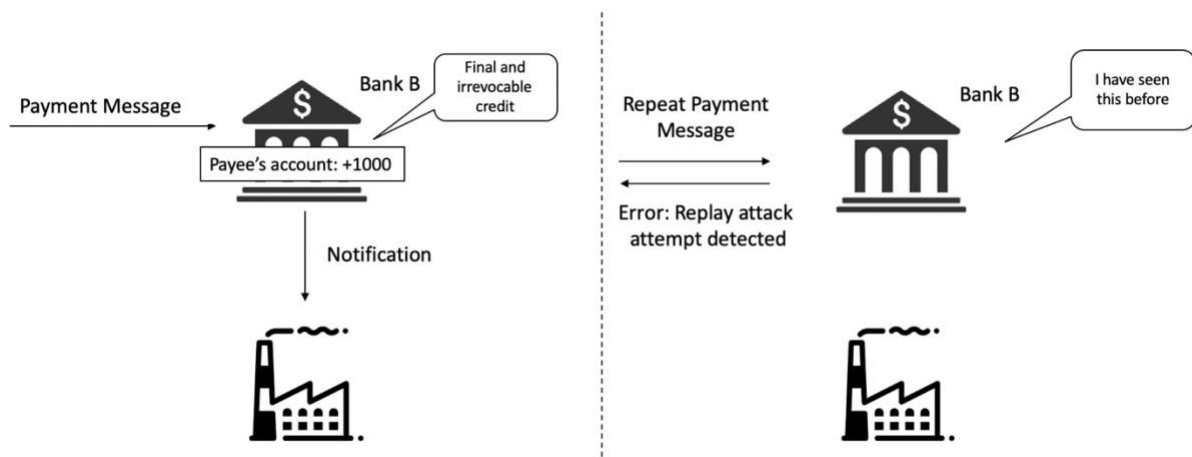 Payment Message
$
Bank B
Final and
irrevocable
credit
Payee's account: +1000
Notification
Repeat Payment
Message
Error: Replay attack
attempt detected
$
Bank B
I have seen
this before